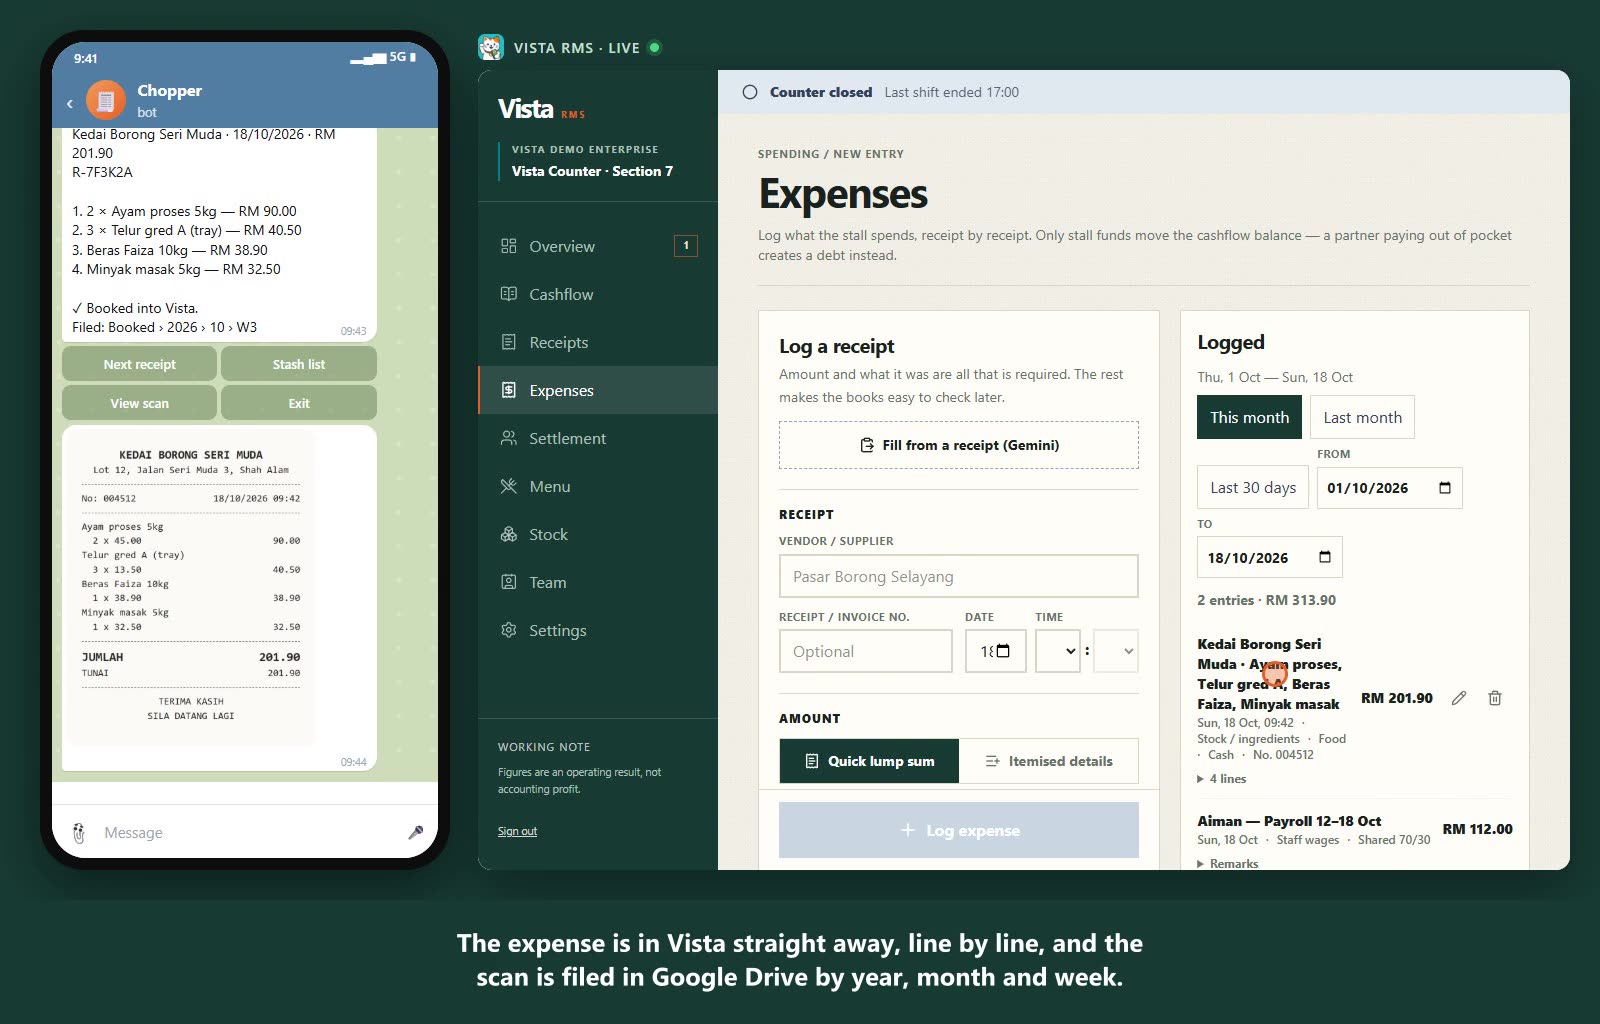 9:41
5G
Chopper
bot
Kedai Borong Seri Muda · 18/10/2026 · RM
201.90
R-7F3K2A
1. 2 × Ayam proses 5kg — RM 90.00
2. 3 × Telur gred A (tray) — RM 40.50
3. Beras Faiza 10kg — RM 38.90
4. Minyak masak 5kg — RM 32.50
✓ Booked into Vista.
Filed: Booked › 2026 › 10 › W3
09:43
Next receipt
Stash list
View scan
Exit
KEDAI BORONG SERI MUDA
Lot 12, Jalan Seri Muda 3, Shah Alam
No: 004512 18/10/2026 09:42
Ayam proses 5kg
2 x 45.00 90.00
Telur gred A (tray)
3 x 13.50 40.50
Beras Faiza 10kg
1 x 38.90 38.90
Minyak masak 5kg
1 x 32.50 32.50
JUMLAH 201.90
TUNAI 201.90
TERIMA KASIH
SILA DATANG LAGI
09:44
Message
VISTA RMS · LIVE
Vista RMS
VISTA DEMO ENTERPRISE
Vista Counter · Section 7
Overview 1
Cashflow
Receipts
Expenses
Settlement
Menu
Stock
Team
Settings
WORKING NOTE
Figures are an operating result, not
accounting profit.
Sign out
Counter closed Last shift ended 17:00
SPENDING / NEW ENTRY
Expenses
Log what the stall spends, receipt by receipt. Only stall funds move the cashflow balance — a partner paying out of pocket
creates a debt instead.
Log a receipt
Amount and what it was are all that is required. The rest
makes the books easy to check later.
Fill from a receipt (Gemini)
RECEIPT
VENDOR / SUPPLIER
Pasar Borong Selayang
RECEIPT / INVOICE NO. DATE TIME
Optional
:
AMOUNT
Quick lump sum
Itemised details
+ Log expense
Logged
Thu, 1 Oct — Sun, 18 Oct
This month
Last month
Last 30 days
FROM
01/10/2026
TO
18/10/2026
2 entries · RM 313.90
Kedai Borong Seri
Muda · Ayam proses,
Telur gred A, Beras
Faiza, Minyak masak
RM 201.90
Sun, 18 Oct, 09:42 ·
Stock / ingredients · Food
· Cash · No. 004512
4 lines
Aiman — Payroll 12–18 Oct
RM 112.00
Sun, 18 Oct · Staff wages · Shared 70/30
Remarks
The expense is in Vista straight away, line by line, and the
scan is filed in Google Drive by year, month and week.